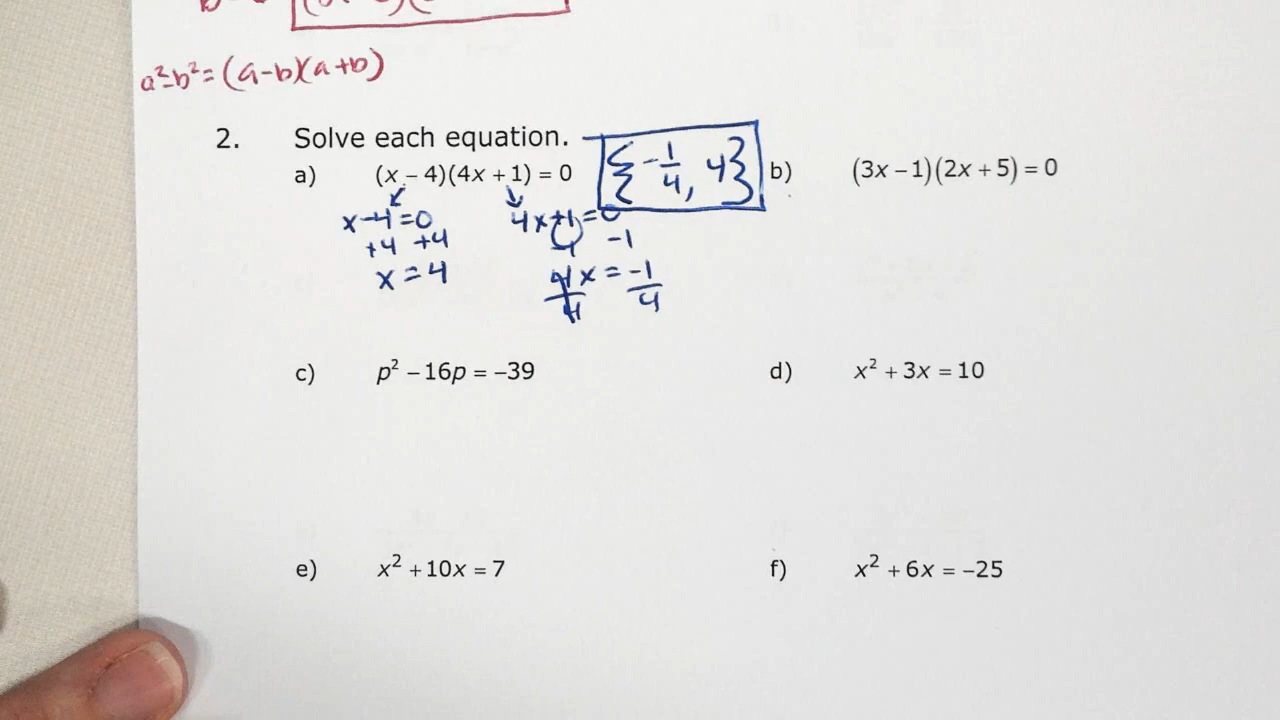 a²-b²=(a-b)(a+b)
2. Solve each equation.
a) (x – 4)(4x + 1) = 0 {-1/4, 4} b) (3x – 1)(2x + 5) = 0
x-4=0 4x+1=0
+4 +4 -1 -1
x=4 4x = -1
4 4
c) p² – 16p = –39 d) x² + 3x = 10
e) x² + 10x = 7 f) x² + 6x = –25